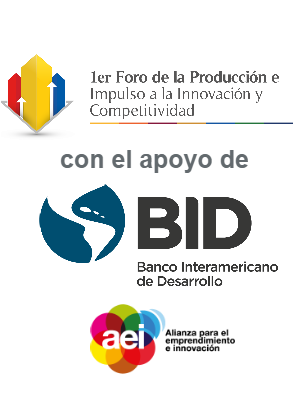 1er Foro de la Producción e
Impulso a la Innovación y
Competitividad
con el apoyo de
BID
Banco Interamericano
de Desarrollo
aei
Alianza para el
emprendimiento
e innovación